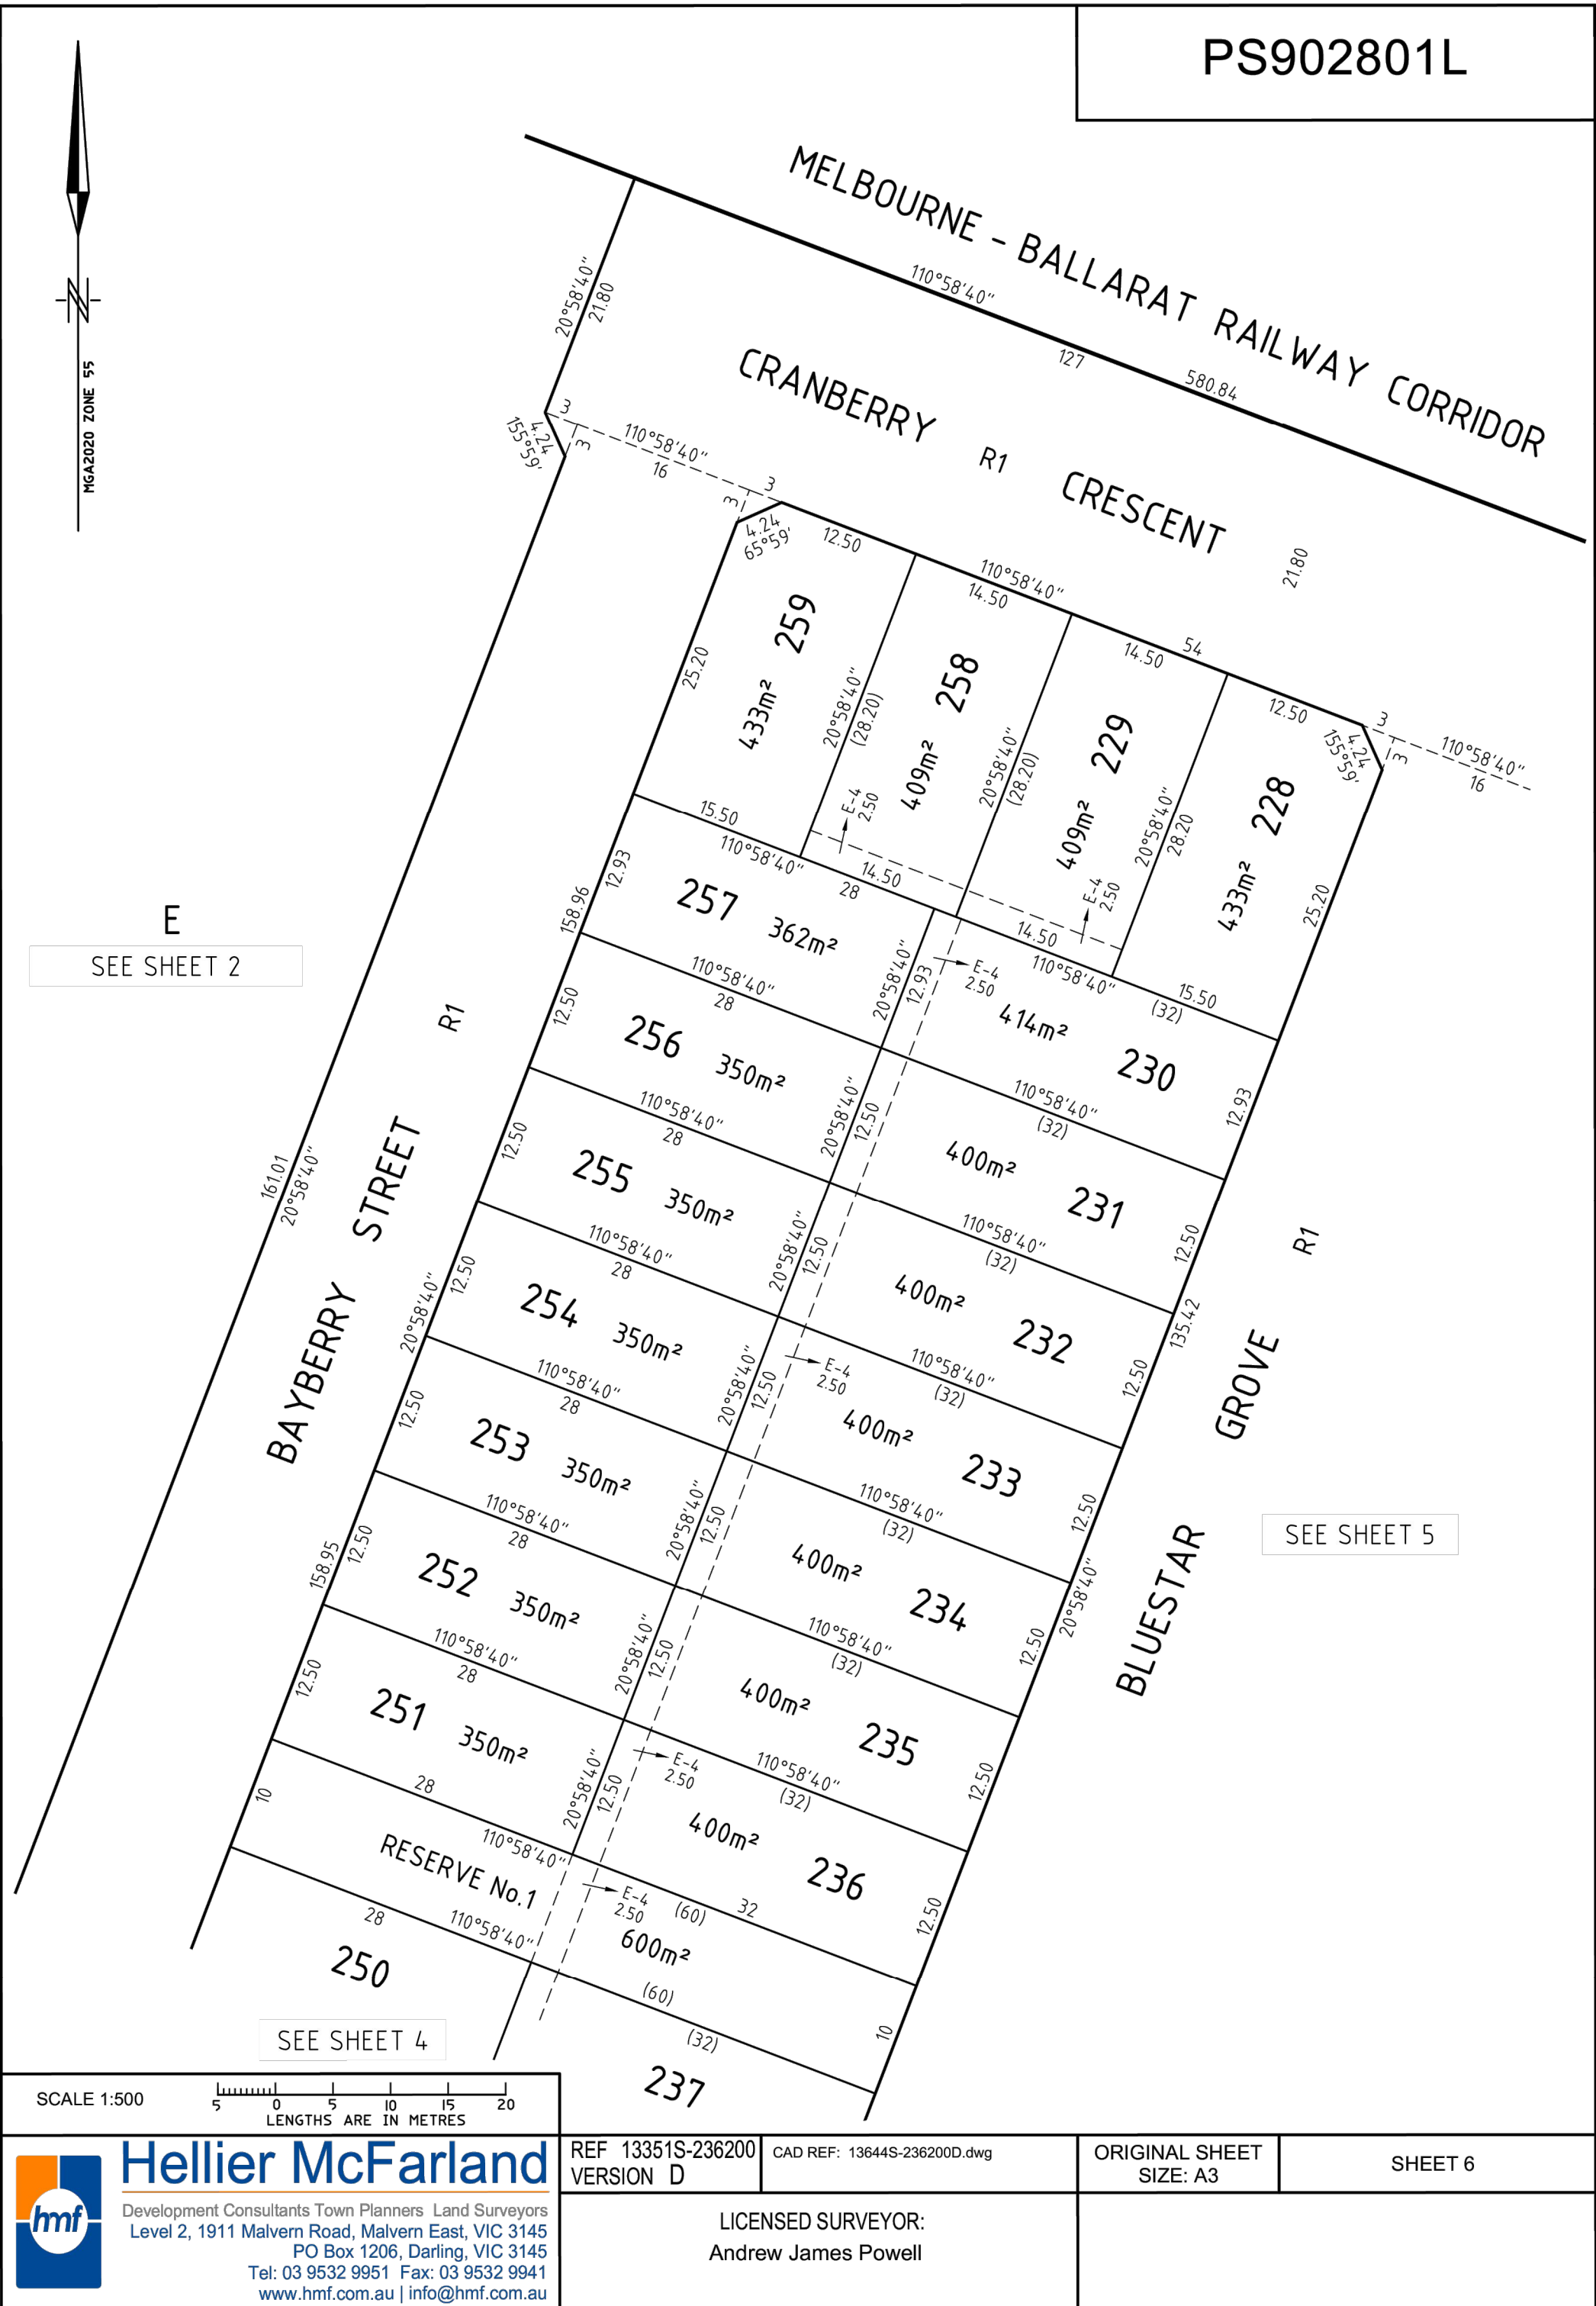 PS902801L
MELBOURNE - BALLARAT RAILWAY CORRIDOR
110°58'40"
127
580.84
20°58'40"
21.80
MGA2020 ZONE 55
N
CRANBERRY R1 CRESCENT
21.80
3
4.24
155°59'
3
110°58'40"
16
3
3
4.24
65°59'
12.50
110°58'40"
14.50
14.50
54
12.50
3
4.24
155°59'
3
110°58'40"
16
25.20
259
433m²
20°58'40"
(28.20)
258
409m²
20°58'40"
(28.20)
229
409m²
20°58'40"
28.20
228
433m²
25.20
E-4
2.50
E-4
2.50
15.50
110°58'40"
28
14.50
14.50
110°58'40"
(32)
15.50
12.93
158.96
257 362m²
20°58'40"
12.93
E-4
2.50
414m² 230
12.93
E
SEE SHEET 2
110°58'40"
28
110°58'40"
(32)
12.50
256 350m²
20°58'40"
12.50
400m² 231
12.50
R1
110°58'40"
28
110°58'40"
(32)
12.50
255 350m²
20°58'40"
12.50
400m² 232
12.50
135.42
R1
161.01
20°58'40"
BAYBERRY STREET
110°58'40"
28
110°58'40"
(32)
12.50
20°58'40"
254 350m²
20°58'40"
12.50
E-4
2.50
400m² 233
12.50
BLUESTAR GROVE
110°58'40"
28
110°58'40"
(32)
12.50
253 350m²
20°58'40"
12.50
400m² 234
12.50
20°58'40"
SEE SHEET 5
110°58'40"
28
110°58'40"
(32)
158.95
12.50
252 350m²
20°58'40"
12.50
400m² 235
12.50
110°58'40"
28
110°58'40"
(32)
12.50
251 350m²
20°58'40"
12.50
E-4
2.50
400m² 236
12.50
28
110°58'40"
10
RESERVE No.1
E-4
2.50
(60)
32
600m²
28
110°58'40"
(60)
(32)
10
250
237
SEE SHEET 4
SCALE 1:500
5 0 5 10 15 20
LENGTHS ARE IN METRES
hmf
Hellier McFarland
Development Consultants Town Planners Land Surveyors
Level 2, 1911 Malvern Road, Malvern East, VIC 3145
PO Box 1206, Darling, VIC 3145
Tel: 03 9532 9951 Fax: 03 9532 9941
www.hmf.com.au | info@hmf.com.au
REF 13351S-236200
VERSION D
CAD REF: 13644S-236200D.dwg
ORIGINAL SHEET
SIZE: A3
SHEET 6
LICENSED SURVEYOR:
Andrew James Powell